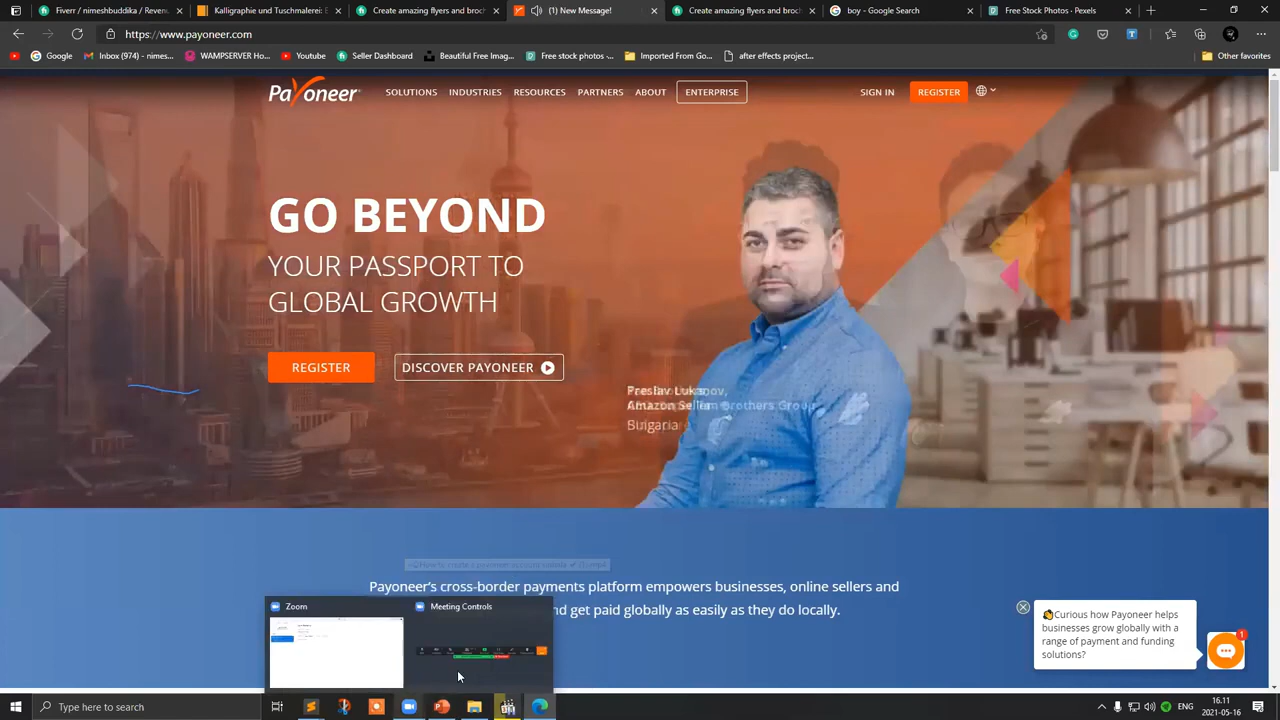 Fiverr / nimeshbuddika / Revenu
Kalligraphie und Tuschmalerei: E
Create amazing flyers and broch
(1) New Message!
Create amazing flyers and broch
boy - Google Search
Free Stock Photos - Pexels
https://www.payoneer.com
Google
Inbox (974) - nimes...
WAMPSERVER Ho...
YouTube
Seller Dashboard
Beautiful Free Imag...
Free stock photos -...
Imported From Go...
after effects project...
Other favorites
Payoneer
SOLUTIONS
INDUSTRIES
RESOURCES
PARTNERS
ABOUT
ENTERPRISE
SIGN IN
REGISTER
GO BEYOND
YOUR PASSPORT TO
GLOBAL GROWTH
REGISTER
DISCOVER PAYONEER
Amazon Seller
Bulgaria
Payoneer's cross-border payments platform empowers businesses, online sellers and
nd get paid globally as easily as they do locally.
Zoom
Meeting Controls
Curious how Payoneer helps
businesses grow globally with
a range of payment and funding
solutions?
1
Type here to search
ENG
16.11
2021-05-16